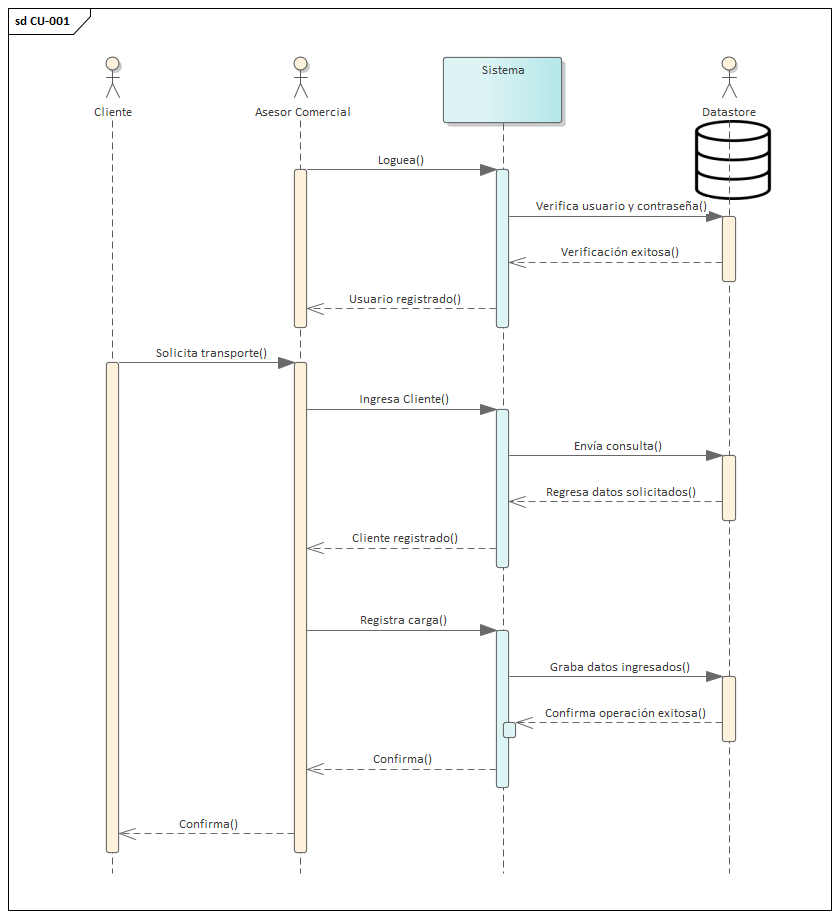 sd CU-001
Cliente
Asesor Comercial
Sistema
Datastore
Loguea()
Verifica usuario y contraseña()
Verificación exitosa()
Usuario registrado()
Solicita transporte()
Ingresa Cliente()
Envía consulta()
Regresa datos solicitados()
Cliente registrado()
Registra carga()
Graba datos ingresados()
Confirma operación exitosa()
Confirma()
Confirma()